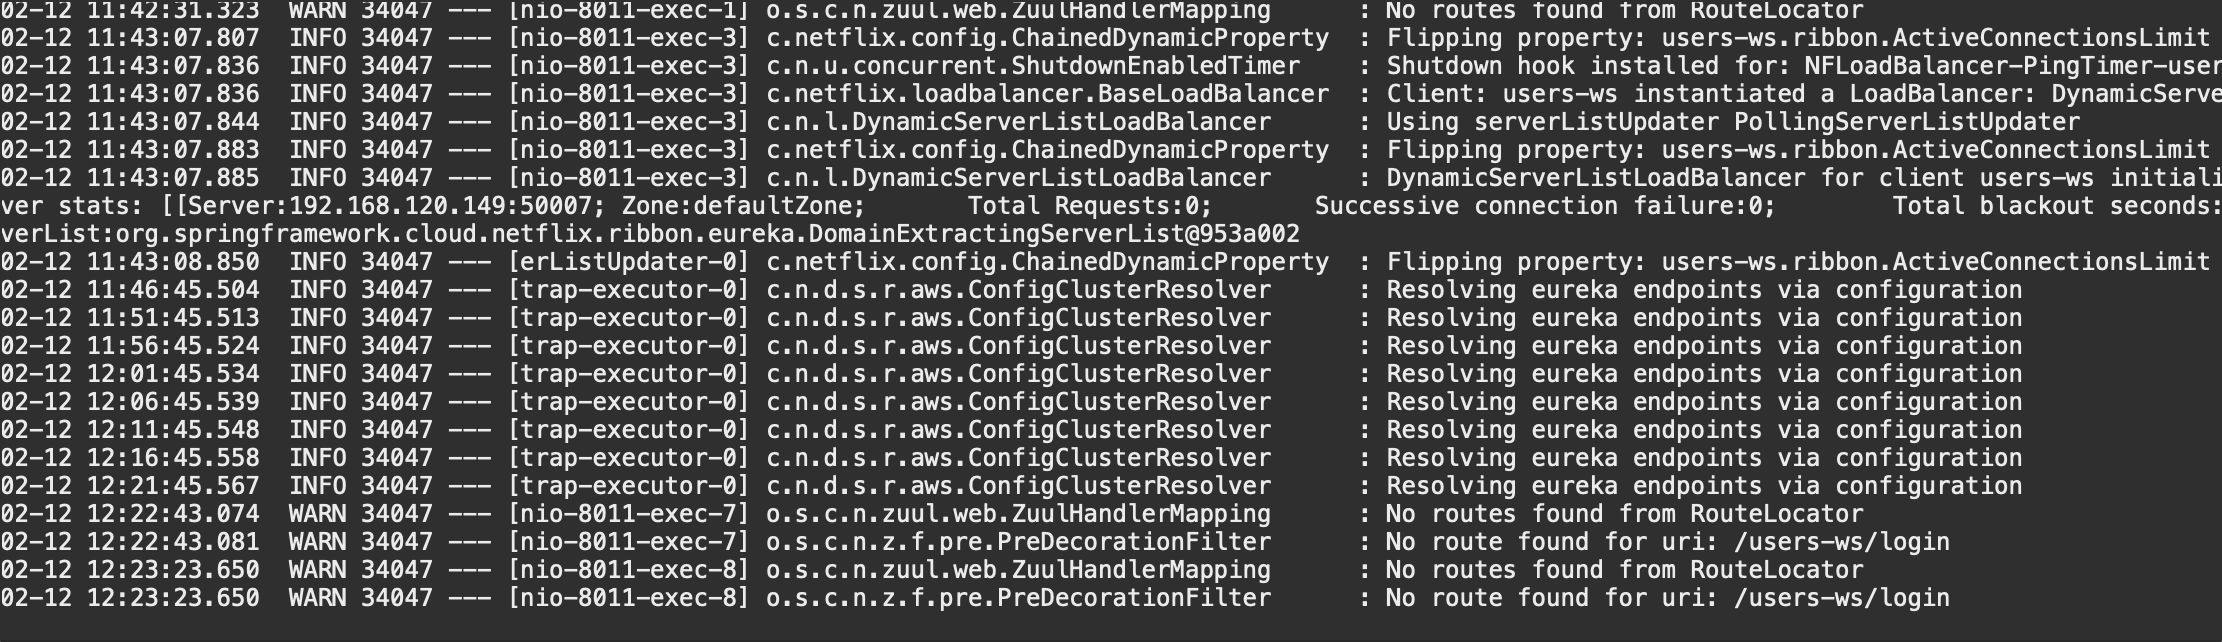 02-12 11:42:31.323  WARN 34047 --- [nio-8011-exec-1] o.s.c.n.zuul.web.ZuulHandlerMapping      : No routes found from RouteLocator
02-12 11:43:07.807  INFO 34047 --- [nio-8011-exec-3] c.netflix.config.ChainedDynamicProperty  : Flipping property: users-ws.ribbon.ActiveConnectionsLimit
02-12 11:43:07.836  INFO 34047 --- [nio-8011-exec-3] c.n.u.concurrent.ShutdownEnabledTimer    : Shutdown hook installed for: NFLoadBalancer-PingTimer-user
02-12 11:43:07.836  INFO 34047 --- [nio-8011-exec-3] c.netflix.loadbalancer.BaseLoadBalancer  : Client: users-ws instantiated a LoadBalancer: DynamicServe
02-12 11:43:07.844  INFO 34047 --- [nio-8011-exec-3] c.n.l.DynamicServerListLoadBalancer      : Using serverListUpdater PollingServerListUpdater
02-12 11:43:07.883  INFO 34047 --- [nio-8011-exec-3] c.netflix.config.ChainedDynamicProperty  : Flipping property: users-ws.ribbon.ActiveConnectionsLimit
02-12 11:43:07.885  INFO 34047 --- [nio-8011-exec-3] c.n.l.DynamicServerListLoadBalancer      : DynamicServerListLoadBalancer for client users-ws initiali
ver stats: [[Server:192.168.120.149:50007; Zone:defaultZone;       Total Requests:0;       Successive connection failure:0;        Total blackout seconds:
verList:org.springframework.cloud.netflix.ribbon.eureka.DomainExtractingServerList@953a002
02-12 11:43:08.850  INFO 34047 --- [erListUpdater-0] c.netflix.config.ChainedDynamicProperty  : Flipping property: users-ws.ribbon.ActiveConnectionsLimit
02-12 11:46:45.504  INFO 34047 --- [trap-executor-0] c.n.d.s.r.aws.ConfigClusterResolver      : Resolving eureka endpoints via configuration
02-12 11:51:45.513  INFO 34047 --- [trap-executor-0] c.n.d.s.r.aws.ConfigClusterResolver      : Resolving eureka endpoints via configuration
02-12 11:56:45.524  INFO 34047 --- [trap-executor-0] c.n.d.s.r.aws.ConfigClusterResolver      : Resolving eureka endpoints via configuration
02-12 12:01:45.534  INFO 34047 --- [trap-executor-0] c.n.d.s.r.aws.ConfigClusterResolver      : Resolving eureka endpoints via configuration
02-12 12:06:45.539  INFO 34047 --- [trap-executor-0] c.n.d.s.r.aws.ConfigClusterResolver      : Resolving eureka endpoints via configuration
02-12 12:11:45.548  INFO 34047 --- [trap-executor-0] c.n.d.s.r.aws.ConfigClusterResolver      : Resolving eureka endpoints via configuration
02-12 12:16:45.558  INFO 34047 --- [trap-executor-0] c.n.d.s.r.aws.ConfigClusterResolver      : Resolving eureka endpoints via configuration
02-12 12:21:45.567  INFO 34047 --- [trap-executor-0] c.n.d.s.r.aws.ConfigClusterResolver      : Resolving eureka endpoints via configuration
02-12 12:22:43.074  WARN 34047 --- [nio-8011-exec-7] o.s.c.n.zuul.web.ZuulHandlerMapping      : No routes found from RouteLocator
02-12 12:22:43.081  WARN 34047 --- [nio-8011-exec-7] o.s.c.n.z.f.pre.PreDecorationFilter      : No route found for uri: /users-ws/login
02-12 12:23:23.650  WARN 34047 --- [nio-8011-exec-8] o.s.c.n.zuul.web.ZuulHandlerMapping      : No routes found from RouteLocator
02-12 12:23:23.650  WARN 34047 --- [nio-8011-exec-8] o.s.c.n.z.f.pre.PreDecorationFilter      : No route found for uri: /users-ws/login